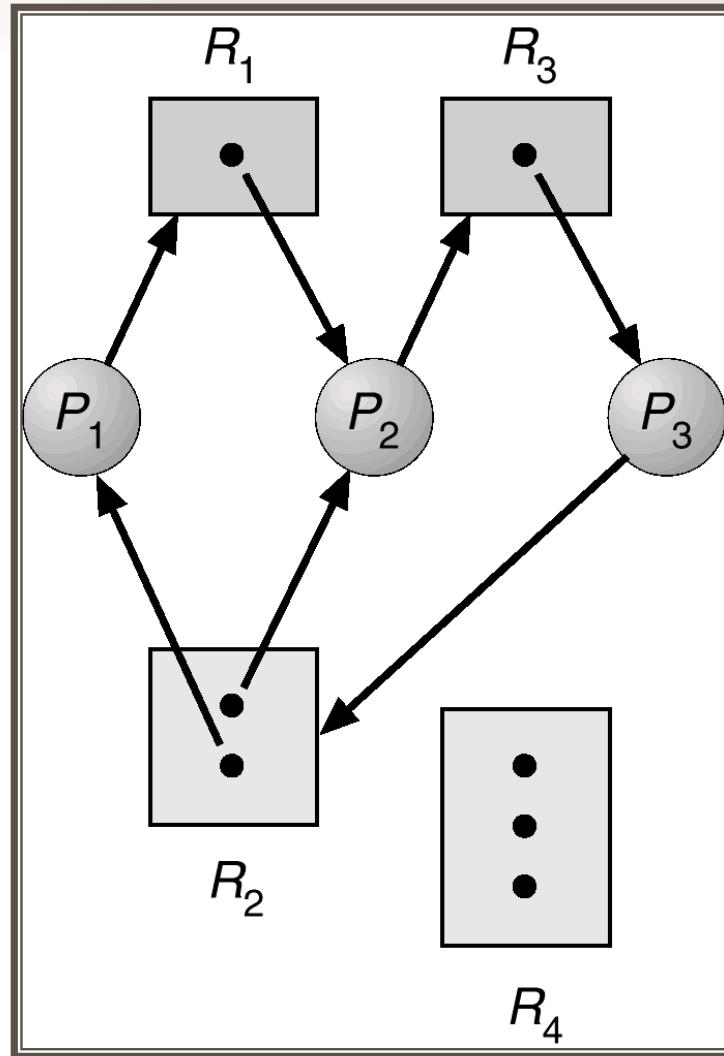 R₁ R₃
P₁ P₂ P₃
R₂
R₄